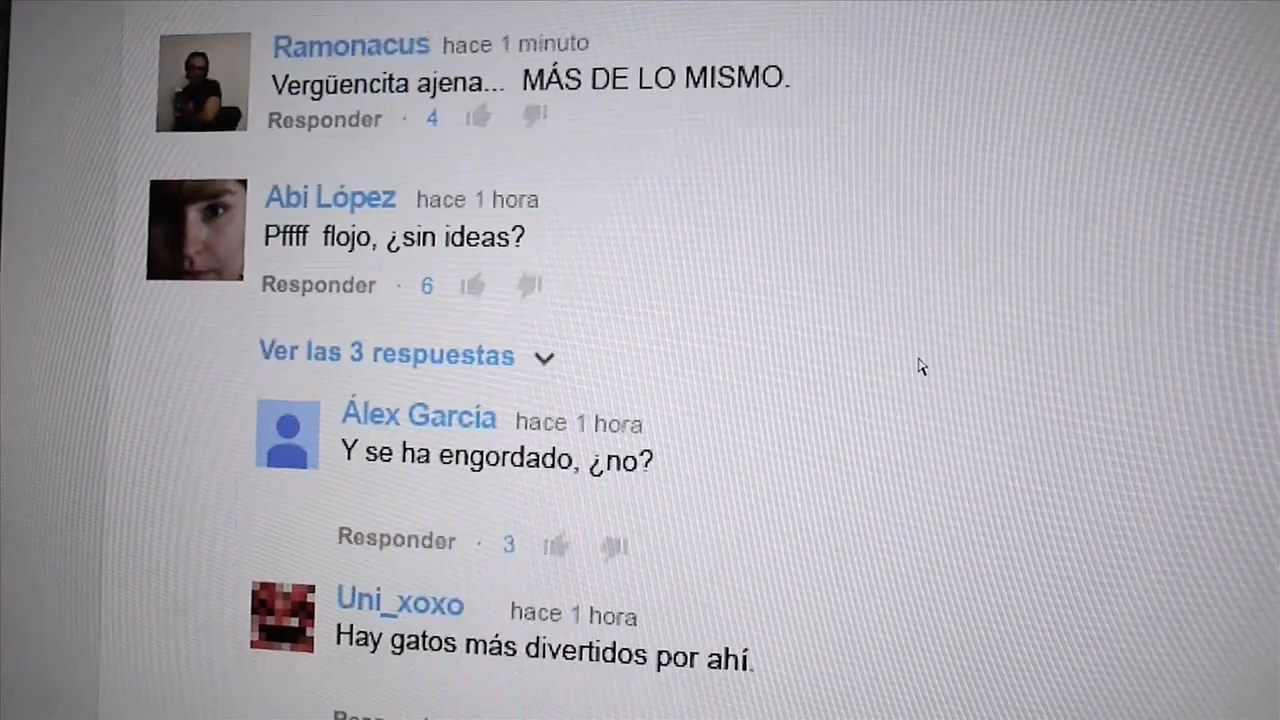 Ramonacus hace 1 minuto
Vergüencita ajena... MÁS DE LO MISMO.
Responder · 4
Abi López hace 1 hora
Pffff flojo, ¿sin ideas?
Responder · 6
Ver las 3 respuestas
Álex García hace 1 hora
Y se ha engordado, ¿no?
Responder · 3
Uni_xoxo hace 1 hora
Hay gatos más divertidos por ahí.